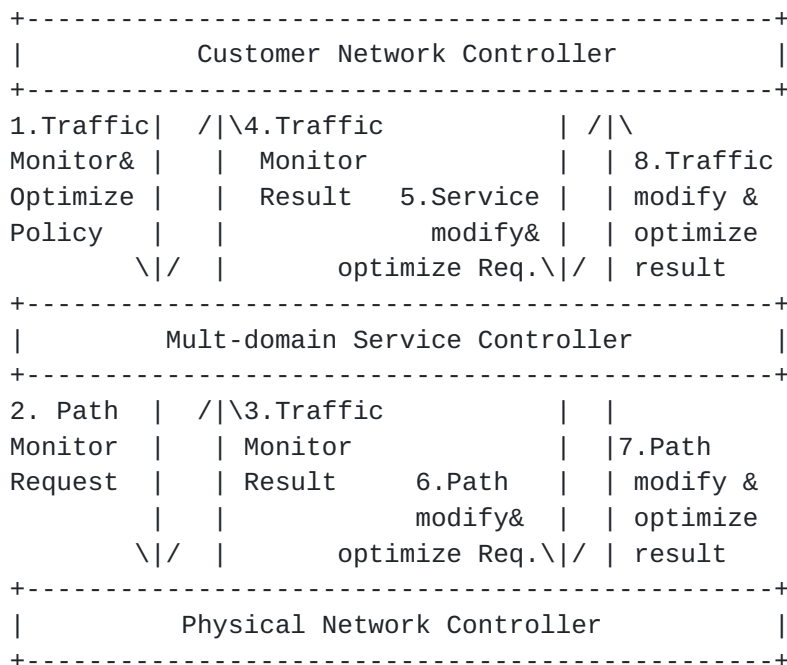 +-------------------------------------------------+
|           Customer Network Controller           |
+-------------------------------------------------+
1.Traffic|  /|\4.Traffic            | /|\
Monitor& |   |  Monitor             |  | 8.Traffic
Optimize |   |  Result   5.Service  |  | modify &
Policy   |   |             modify&  |  | optimize
        \|/  |       optimize Req.\|/ | result
+-------------------------------------------------+
|         Mult-domain Service Controller          |
+-------------------------------------------------+
2. Path  |  /|\3.Traffic            |  |
Monitor  |   | Monitor              |  |7.Path
Request  |   | Result     6.Path    |  | modify &
         |   |            modify&   |  | optimize
        \|/  |       optimize Req.\|/ | result
+-------------------------------------------------+
|          Physical Network Controller            |
+-------------------------------------------------+